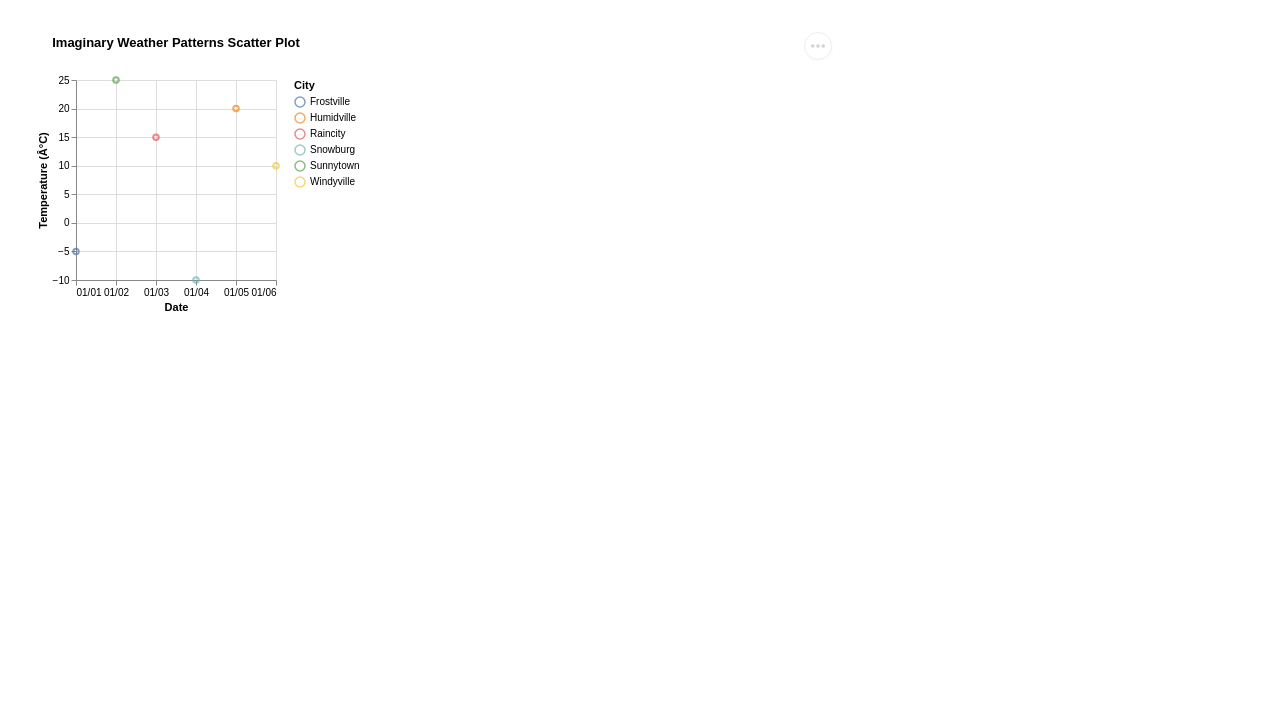 Imaginary Weather Patterns Scatter Plot
25
20
15
10
5
0
−5
−10
Temperature (Â°C)
01/01 01/02 01/03 01/04 01/05 01/06
Date
City
Frostville
Humidville
Raincity
Snowburg
Sunnytown
Windyville